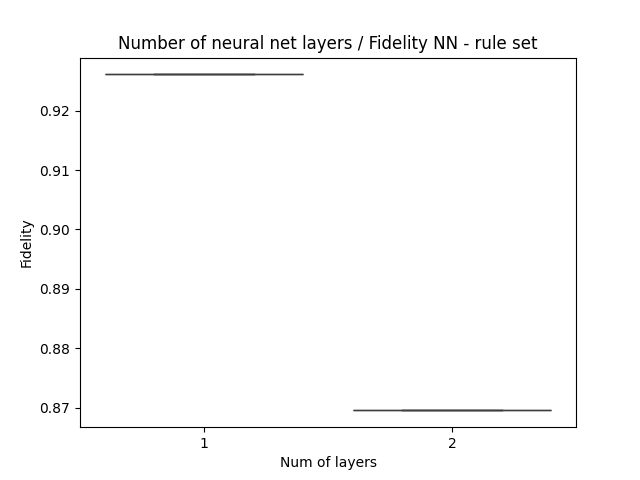 Number of neural net layers / Fidelity NN - rule set
0.92
0.91
0.90
0.89
0.88
0.87
Fidelity
1
2
Num of layers